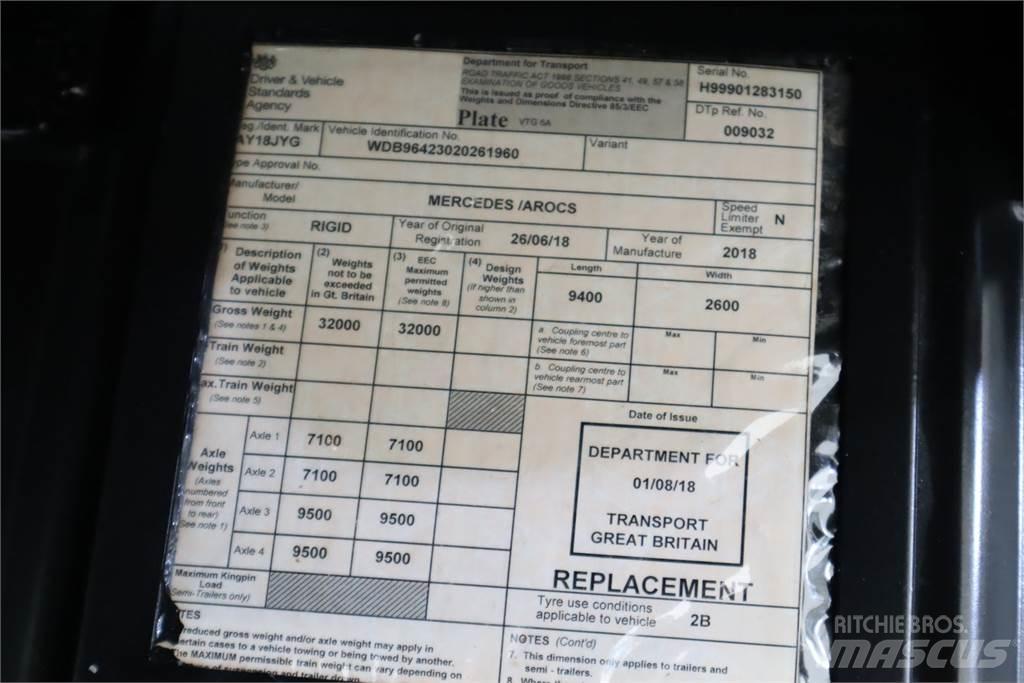 Driver & Vehicle
Standards
Agency
Department for Transport
ROAD TRAFFIC ACT 1988 SECTIONS 41, 49, 57 & 58
EXAMINATION OF GOODS VEHICLES
This is issued as proof of compliance with the
Weights and Dimensions Directive 85/3/EEC
Plate VTG 6A
Serial No.
H99901283150
DTp Ref. No.
009032
eg./Ident. Mark
AY18JYG
Vehicle Identification No.
WDB96423020261960
Variant
ype Approval No.
Manufacturer/
Model
MERCEDES /AROCS
Speed
Limiter
Exempt
N
unction
(see note 3)
RIGID
Year of Original
Registration
26/06/18
Year of
Manufacture
2018
Description
of Weights
Applicable
to vehicle
(2)
Weights
not to be
exceeded
in Gt. Britain
(3) EEC
Maximum
permitted
weights
(See note 8)
(4) Design
Weights
(if higher than
shown in
column 2)
Length
9400
Width
2600
Gross Weight
(See notes 1 & 4)
32000
32000
a. Coupling centre to
vehicle foremost part
(See note 6)
Max
Min
Train Weight
(See note 2)
b. Coupling centre to
vehicle rearmost part
(See note 7)
Max
Min
ax.Train Weight
(See note 5)
Axle
Weights
(Axles
numbered
from front
to rear)
(See note 1)
Axle 1
7100
7100
Axle 2
7100
7100
Axle 3
9500
9500
Axle 4
9500
9500
Maximum Kingpin
Load
(Semi-Trailers only)
Date of Issue
DEPARTMENT FOR
01/08/18
TRANSPORT
GREAT BRITAIN
REPLACEMENT
Tyre use conditions
applicable to vehicle
2B
TES
reduced gross weight and/or axle weight may apply in
ertain cases to a vehicle towing or being towed by another.
The MAXIMUM permissible train weight can vary depending on
NOTES (Cont'd)
7. This dimension only applies to trailers and
semi - trailers.
RITCHIE BROS.
MASCUS